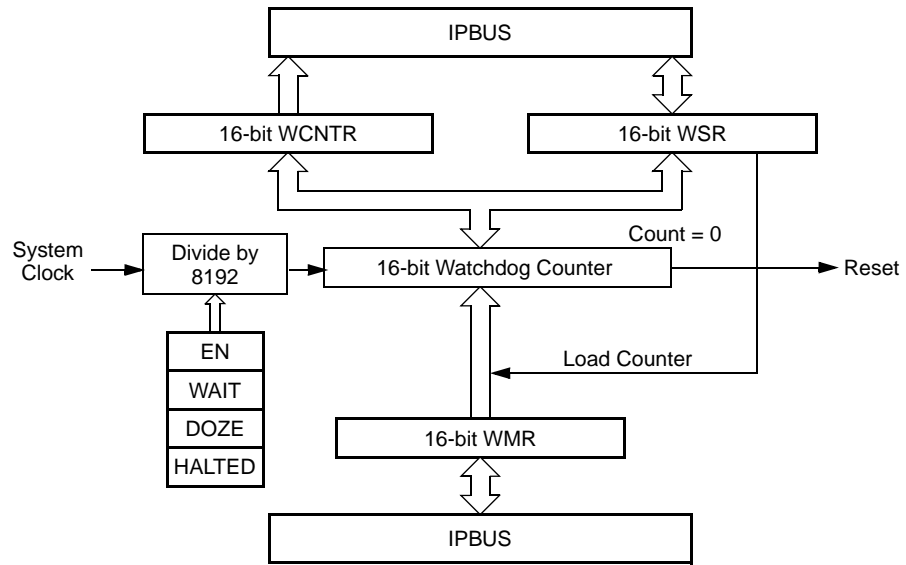 IPBUS
16-bit WCNTR
16-bit WSR
Count = 0
System
Clock
Divide by
8192
16-bit Watchdog Counter
Reset
EN
WAIT
DOZE
HALTED
Load Counter
16-bit WMR
IPBUS